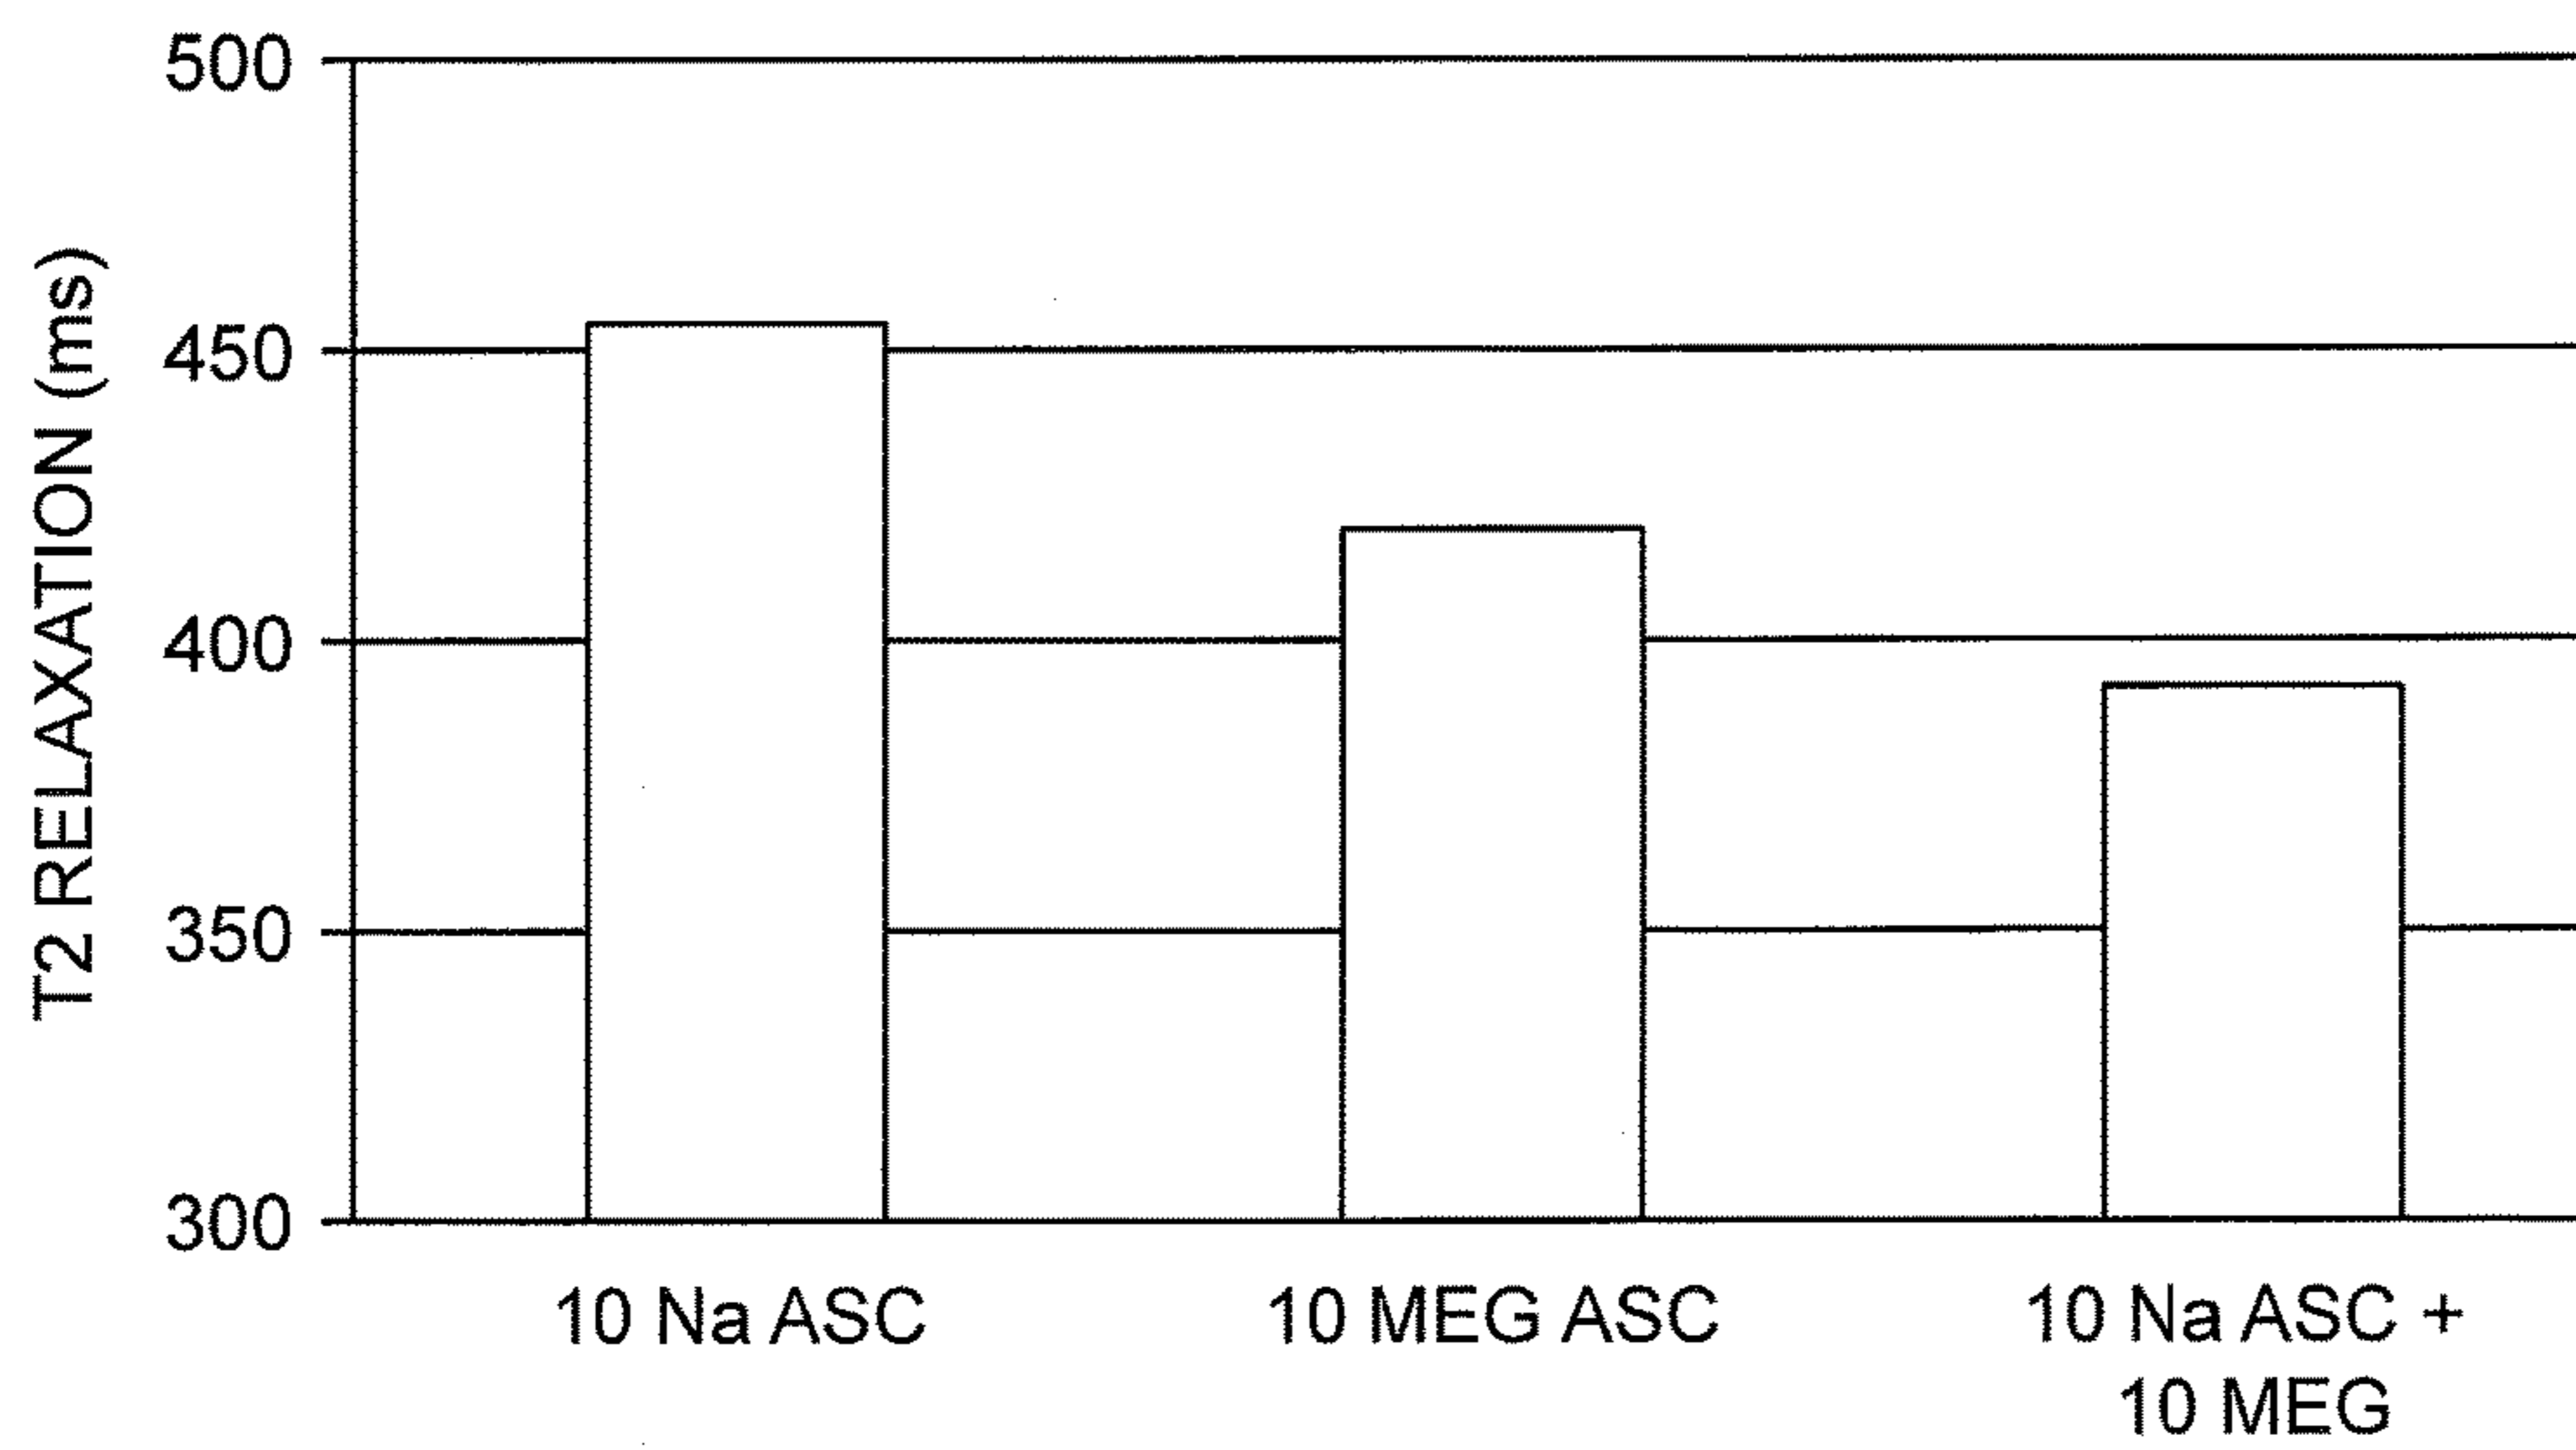 T2 RELAXATION (ms)
500
450
400
350
300
10 Na ASC
10 MEG ASC
10 Na ASC +
10 MEG